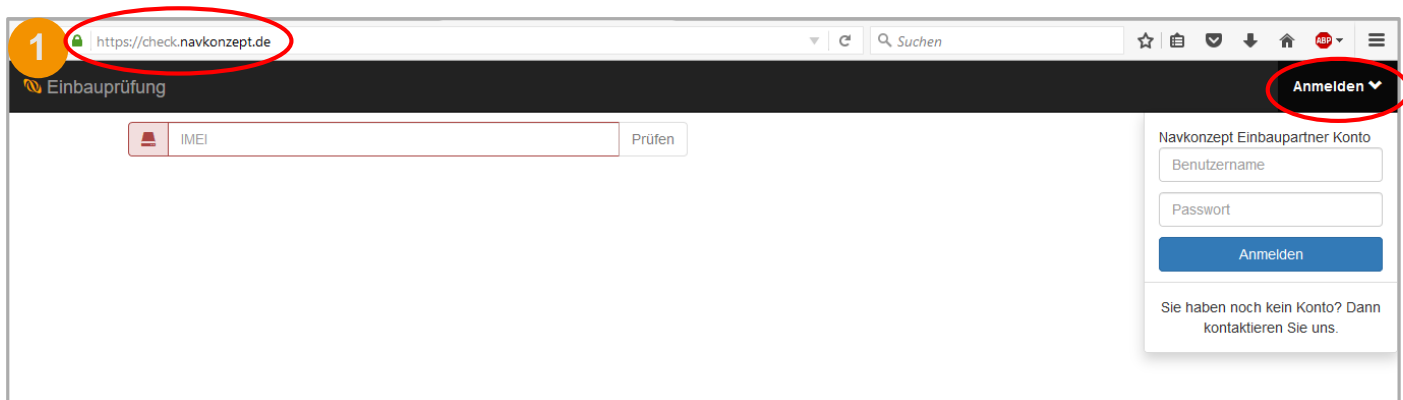 1
https://check.navkonzept.de
Suchen
ABP
Einbauprüfung
Anmelden
IMEI
Prüfen
Navkonzept Einbaupartner Konto
Benutzername
Passwort
Anmelden
Sie haben noch kein Konto? Dann
kontaktieren Sie uns.